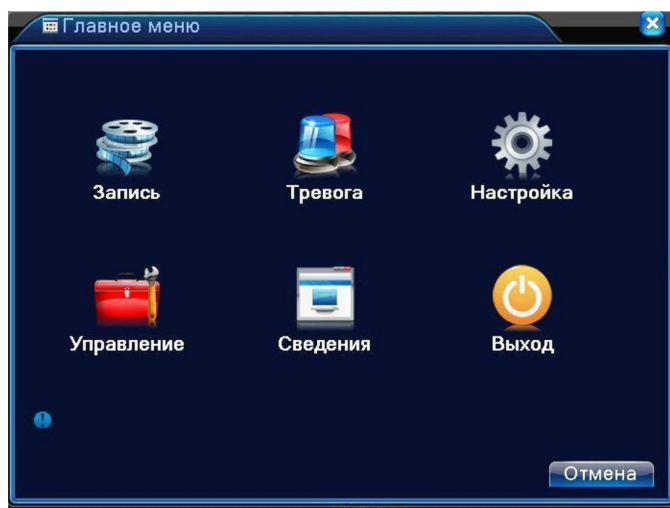 Главное меню
Запись
Тревога
Настройка
Управление
Сведения
Выход
Отмена